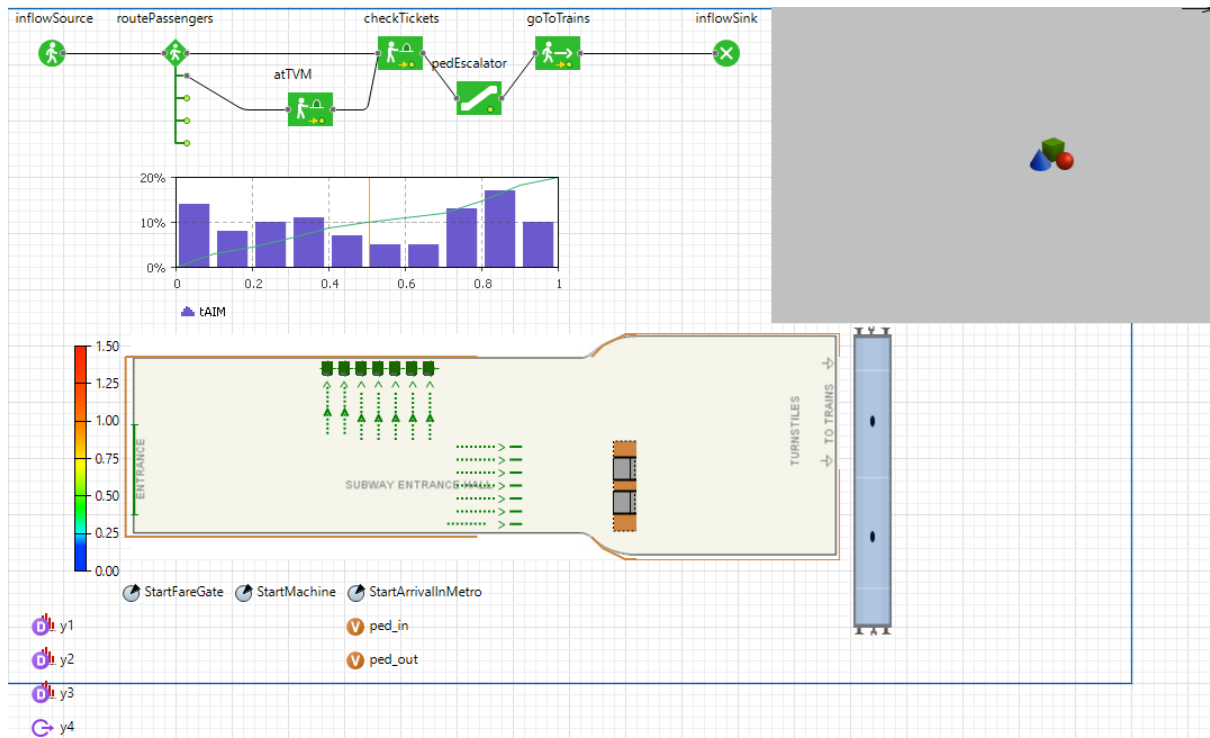 inflowSource
routePassengers
checkTickets
goToTrains
inflowSink
pedEscalator
atTVM
20%
10%
0%
0
0.2
0.4
0.6
0.8
1
tAIM
1.50
1.25
1.00
0.75
0.50
0.25
0.00
ENTRANCE
SUBWAY ENTRANCE HALL
TURNSTILES
TO TRAINS
StartFareGate
StartMachine
StartArrivalInMetro
D y1
V ped_in
D y2
V ped_out
D y3
y4